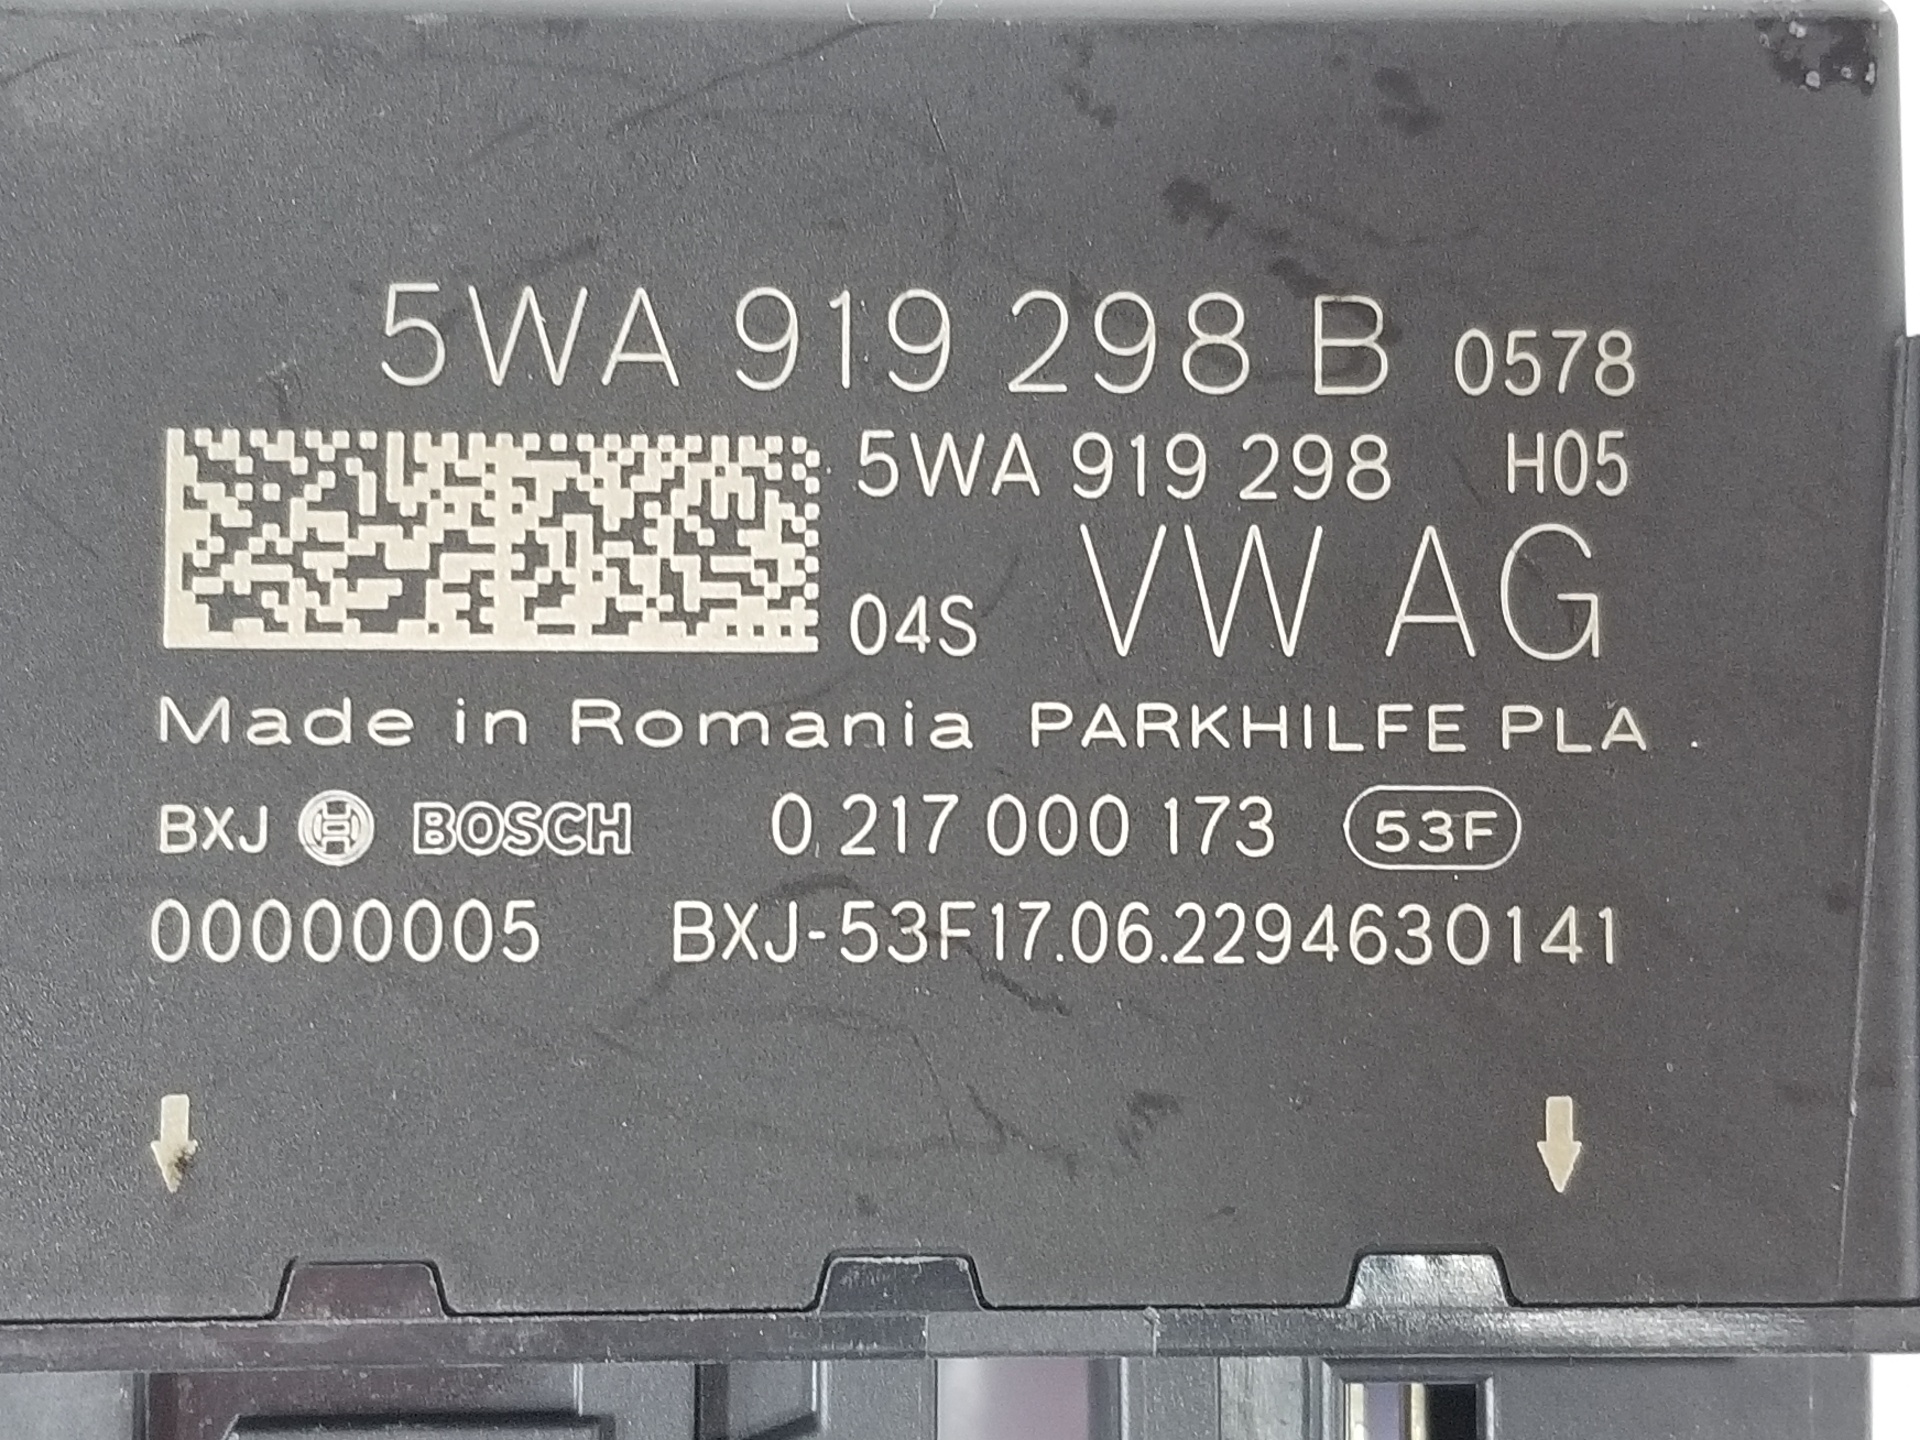 5WA 919 298 B 0578
5WA 919 298 H05
04S VW AG
Made in Romania PARKHILFE PLA .
BXJ BOSCH 0 217 000 173 53F
00000005 BXJ-53F17.06.2294630141